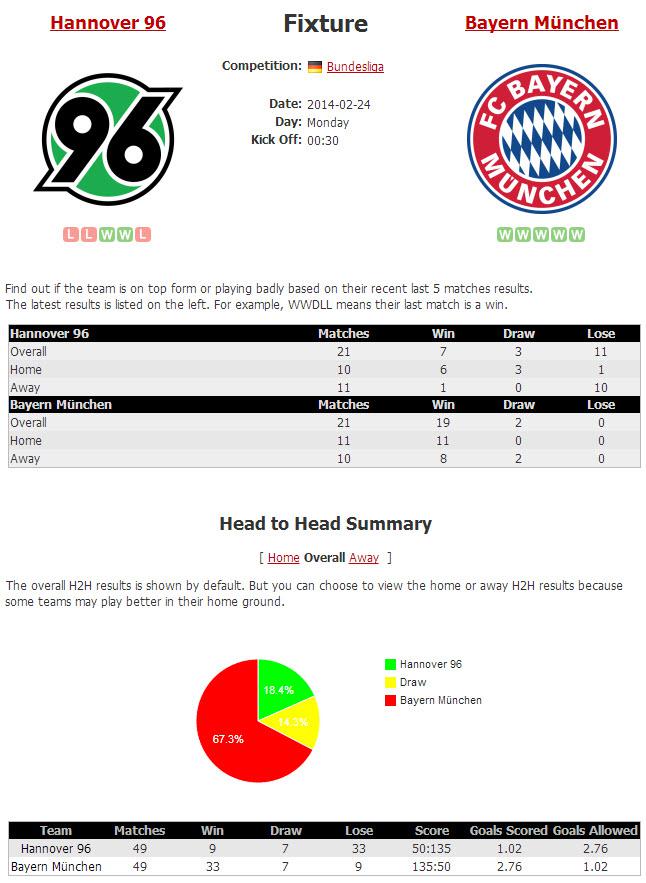 Hannover 96
Fixture
Bayern München
Competition: Bundesliga
Date: 2014-02-24
Day: Monday
Kick Off: 00:30
96
FC BAYERN
MÜNCHEN
L L W W L
W W W W W
Find out if the team is on top form or playing badly based on their recent last 5 matches results.
The latest results is listed on the left. For example, WWDLL means their last match is a win.
Hannover 96 Matches Win Draw Lose
Overall 21 7 3 11
Home 10 6 3 1
Away 11 1 0 10
Bayern München Matches Win Draw Lose
Overall 21 19 2 0
Home 11 11 0 0
Away 10 8 2 0
Head to Head Summary
[ Home Overall Away ]
The overall H2H results is shown by default. But you can choose to view the home or away H2H results because
some teams may play better in their home ground.
Hannover 96
Draw
Bayern München
18.4%
14.3%
67.3%
Team Matches Win Draw Lose Score Goals Scored Goals Allowed
Hannover 96 49 9 7 33 50:135 1.02 2.76
Bayern München 49 33 7 9 135:50 2.76 1.02